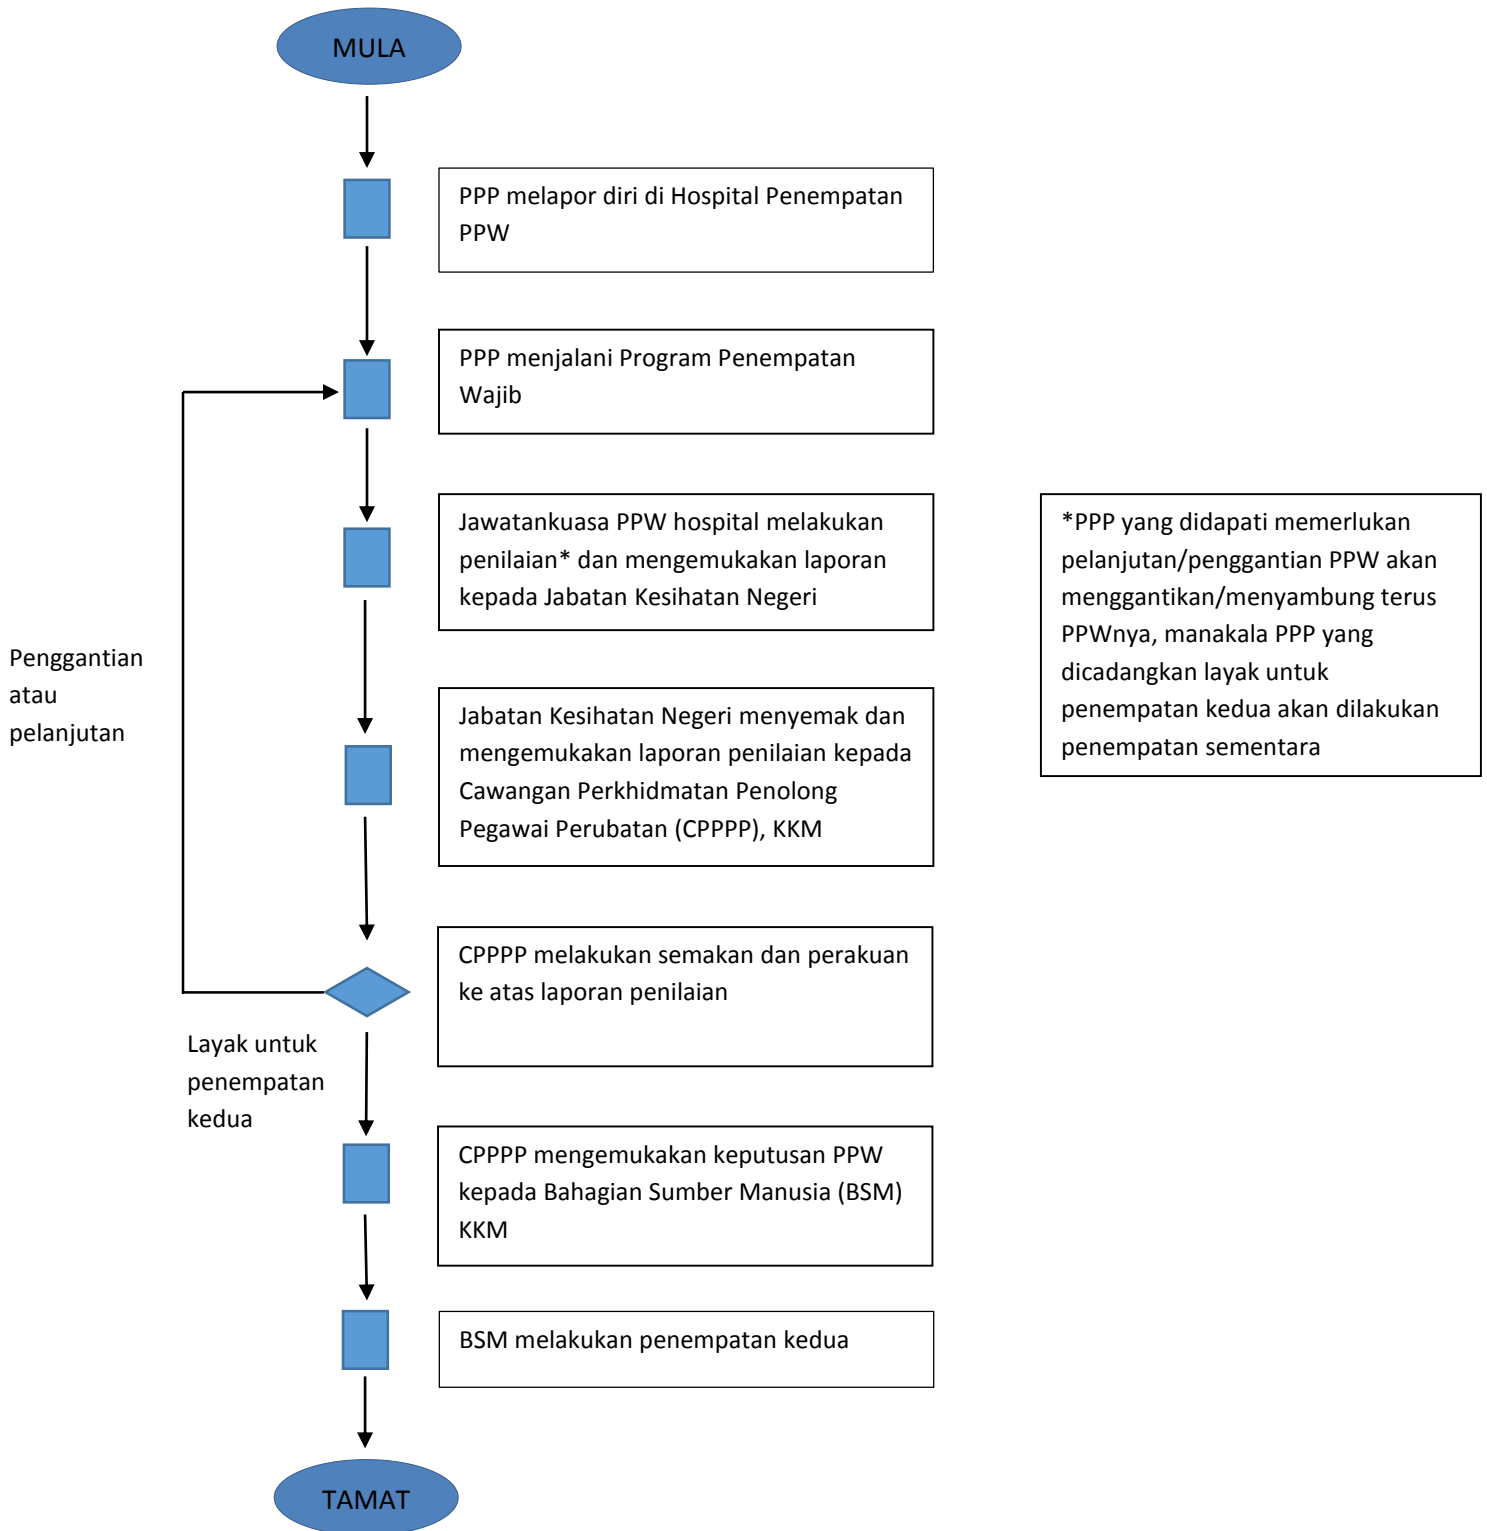 MULA
PPP melapor diri di Hospital Penempatan
PPW
PPP menjalani Program Penempatan
Wajib
Jawatankuasa PPW hospital melakukan
penilaian* dan mengemukakan laporan
kepada Jabatan Kesihatan Negeri
*PPP yang didapati memerlukan
pelanjutan/penggantian PPW akan
menggantikan/menyambung terus
PPWnya, manakala PPP yang
dicadangkan layak untuk
penempatan kedua akan dilakukan
penempatan sementara
Penggantian
atau
pelanjutan
Jabatan Kesihatan Negeri menyemak dan
mengemukakan laporan penilaian kepada
Cawangan Perkhidmatan Penolong
Pegawai Perubatan (CPPPP), KKM
CPPPP melakukan semakan dan perakuan
ke atas laporan penilaian
Layak untuk
penempatan
kedua
CPPPP mengemukakan keputusan PPW
kepada Bahagian Sumber Manusia (BSM)
KKM
BSM melakukan penempatan kedua
TAMAT